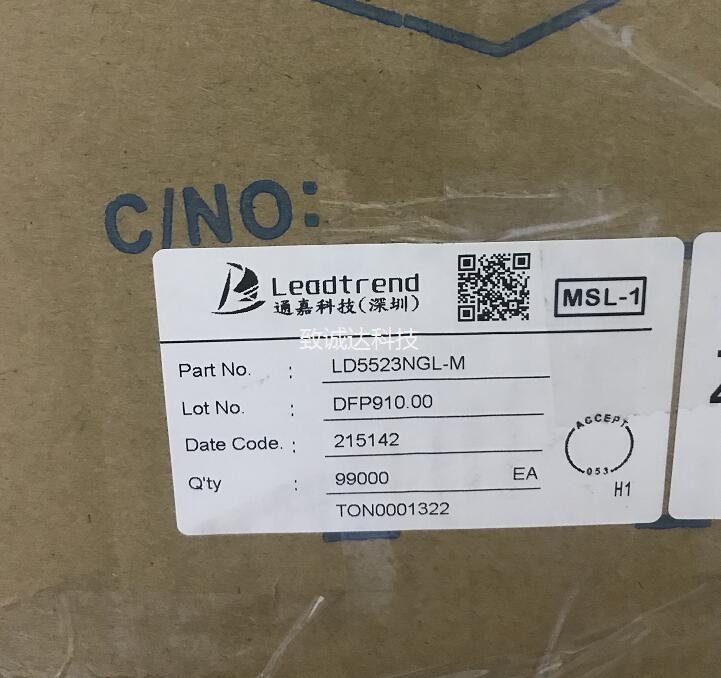 C/NO:
Leadtrend
通嘉科技(深圳)
MSL-1
致诚达科技
Part No. : LD5523NGL-M
Lot No. : DFP910.00
Date Code. : 215142
Q'ty : 99000 EA
TON0001322
ACCEPT
053
H1